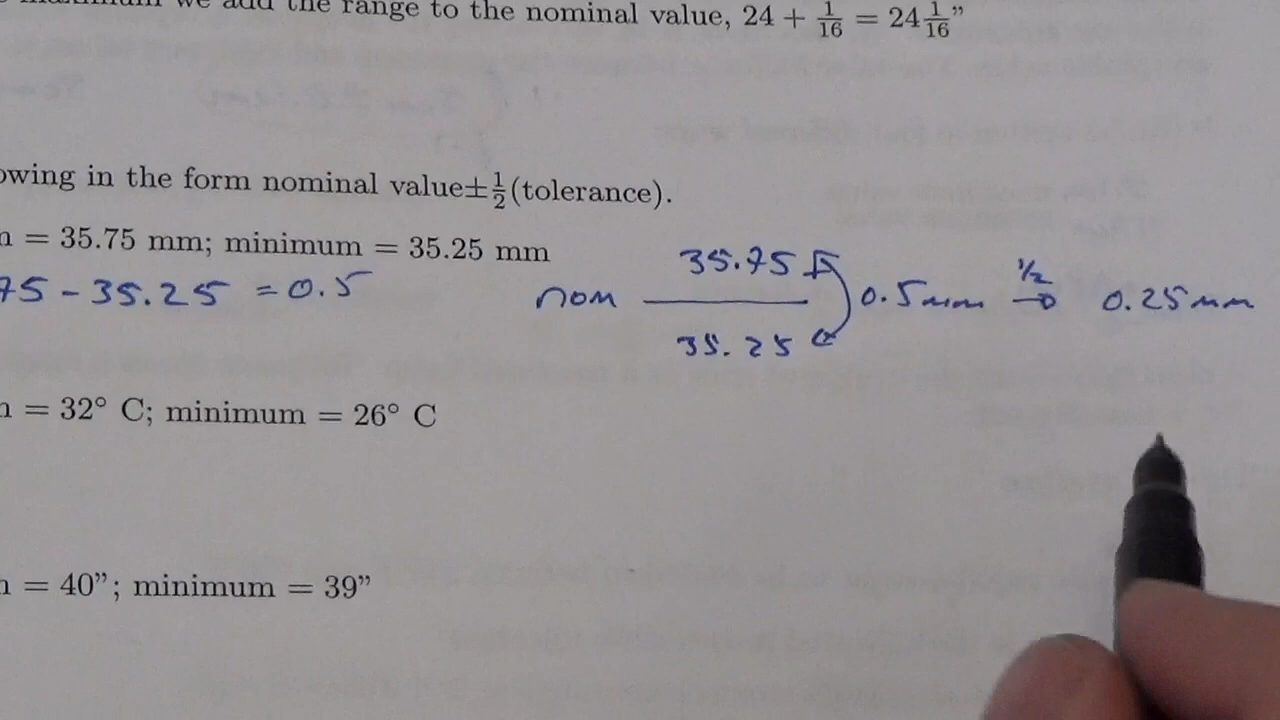 we add the range to the nominal value, 24 + 1/16 = 24 1/16”
owing in the form nominal value±1/2(tolerance).
= 35.75 mm; minimum = 35.25 mm
75 - 35.25 = 0.5
35.75
nom
0.5mm 1/2 → 0.25mm
35.25
= 32° C; minimum = 26° C
= 40”; minimum = 39”